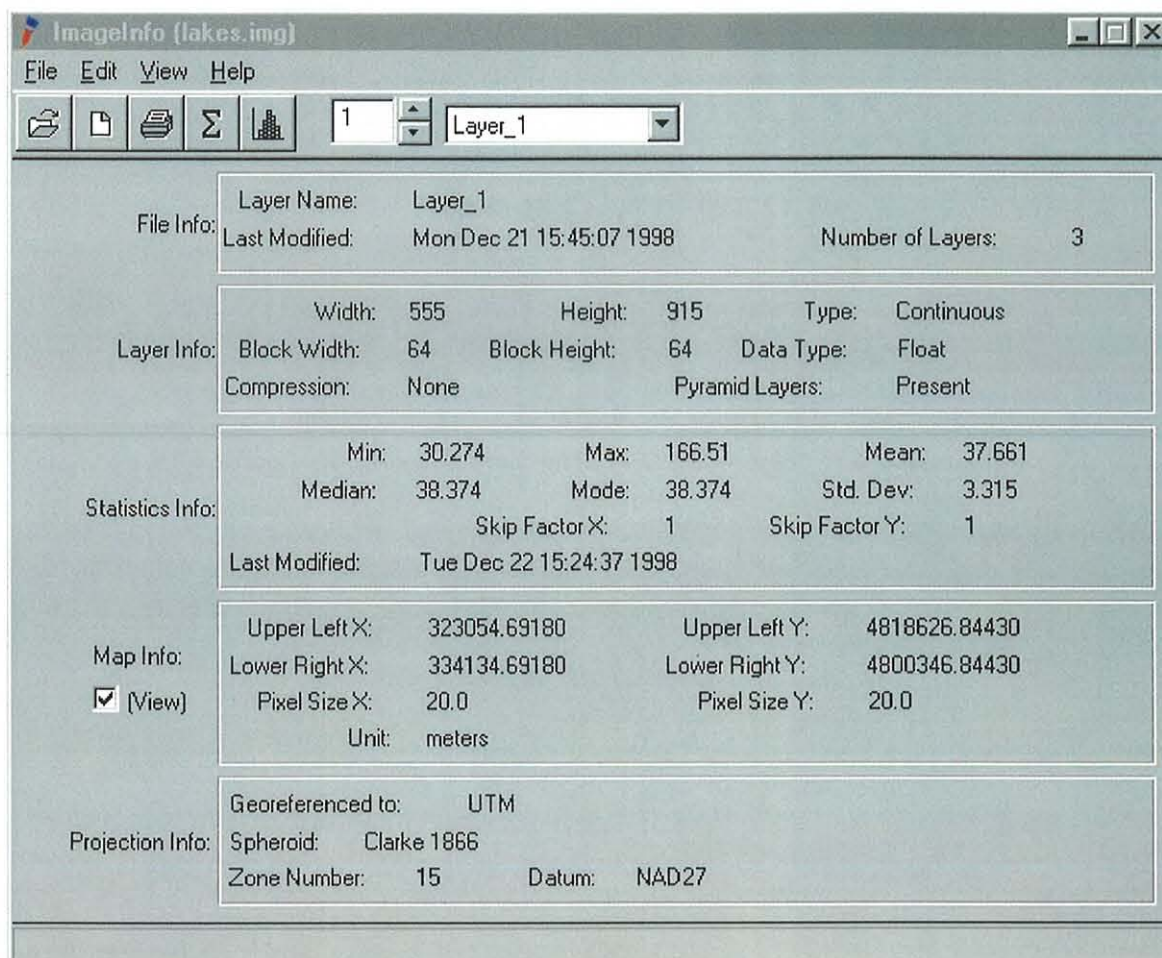 ImageInfo (lakes.img)
File Edit View Help
1 Layer_1
File Info:
Layer Name: Layer_1
Last Modified: Mon Dec 21 15:45:07 1998 Number of Layers: 3
Layer Info:
Width: 555 Height: 915 Type: Continuous
Block Width: 64 Block Height: 64 Data Type: Float
Compression: None Pyramid Layers: Present
Statistics Info:
Min: 30.274 Max: 166.51 Mean: 37.661
Median: 38.374 Mode: 38.374 Std. Dev: 3.315
Skip Factor X: 1 Skip Factor Y: 1
Last Modified: Tue Dec 22 15:24:37 1998
Map Info:
(View)
Upper Left X: 323054.69180 Upper Left Y: 4818626.84430
Lower Right X: 334134.69180 Lower Right Y: 4800346.84430
Pixel Size X: 20.0 Pixel Size Y: 20.0
Unit: meters
Projection Info:
Georeferenced to: UTM
Spheroid: Clarke 1866
Zone Number: 15 Datum: NAD27